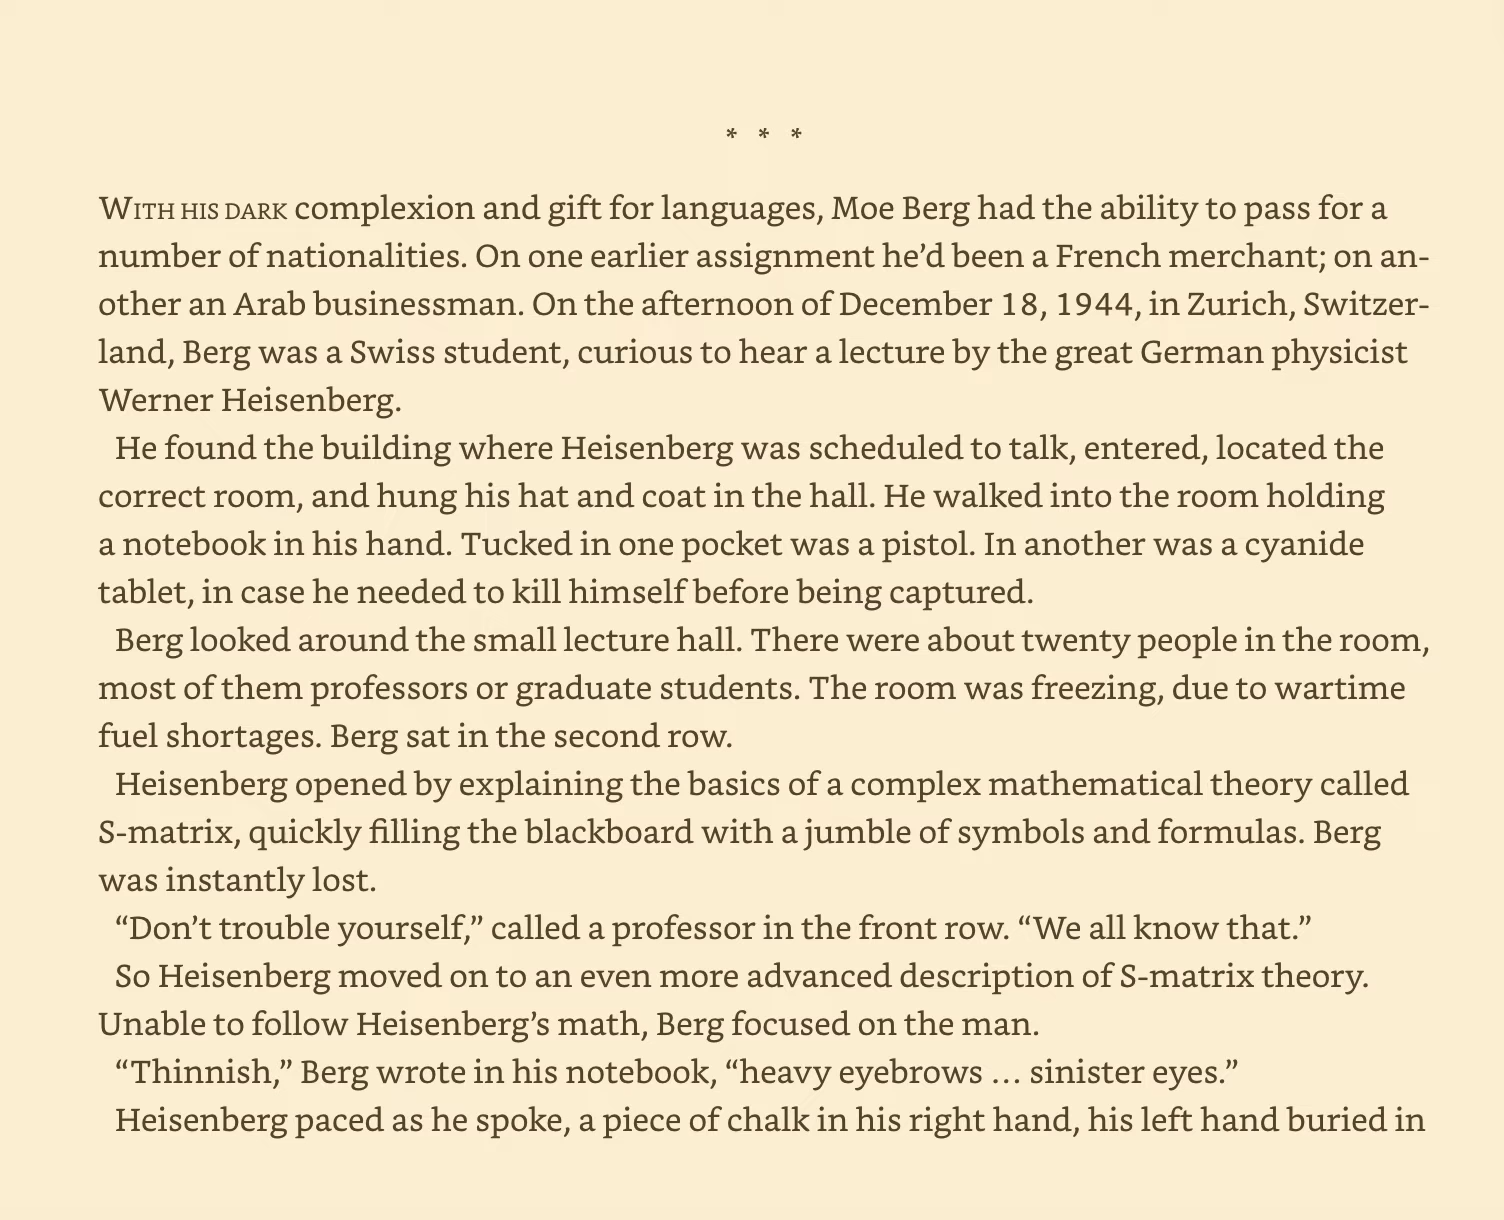 * * *
WITH HIS DARK complexion and gift for languages, Moe Berg had the ability to pass for a
number of nationalities. On one earlier assignment he’d been a French merchant; on an-
other an Arab businessman. On the afternoon of December 18, 1944, in Zurich, Switzer-
land, Berg was a Swiss student, curious to hear a lecture by the great German physicist
Werner Heisenberg.
He found the building where Heisenberg was scheduled to talk, entered, located the
correct room, and hung his hat and coat in the hall. He walked into the room holding
a notebook in his hand. Tucked in one pocket was a pistol. In another was a cyanide
tablet, in case he needed to kill himself before being captured.
Berg looked around the small lecture hall. There were about twenty people in the room,
most of them professors or graduate students. The room was freezing, due to wartime
fuel shortages. Berg sat in the second row.
Heisenberg opened by explaining the basics of a complex mathematical theory called
S-matrix, quickly filling the blackboard with a jumble of symbols and formulas. Berg
was instantly lost.
“Don’t trouble yourself,” called a professor in the front row. “We all know that.”
So Heisenberg moved on to an even more advanced description of S-matrix theory.
Unable to follow Heisenberg’s math, Berg focused on the man.
“Thinnish,” Berg wrote in his notebook, “heavy eyebrows … sinister eyes.”
Heisenberg paced as he spoke, a piece of chalk in his right hand, his left hand buried in